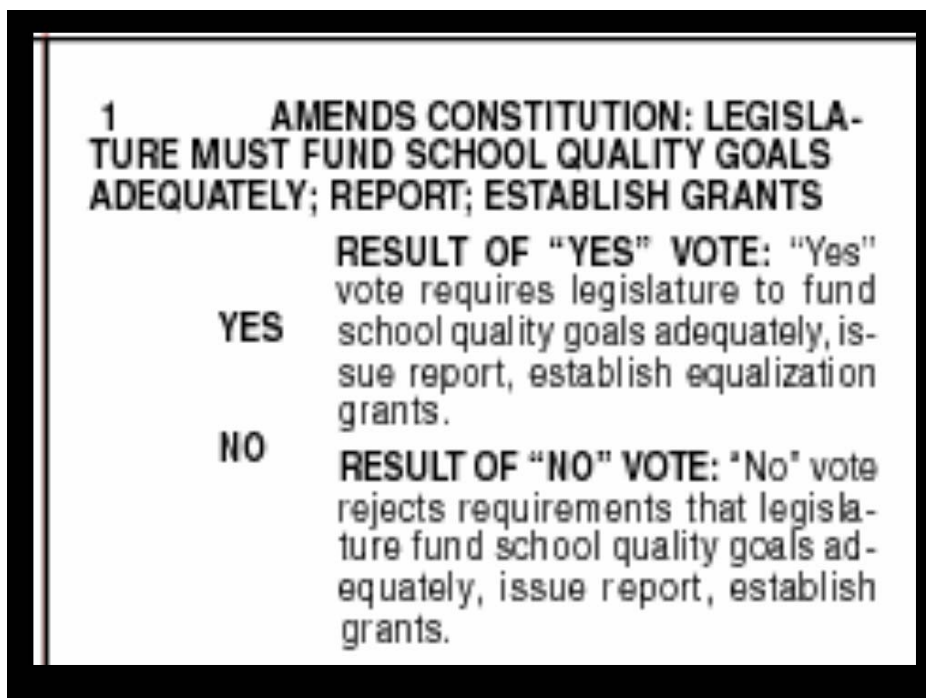 1 AMENDS CONSTITUTION: LEGISLA-
TURE MUST FUND SCHOOL QUALITY GOALS
ADEQUATELY; REPORT; ESTABLISH GRANTS
RESULT OF “YES” VOTE: “Yes”
vote requires legislature to fund
YES school quality goals adequately, is-
sue report, establish equalization
grants.
NO
RESULT OF “NO” VOTE: "No" vote
rejects requirements that legisla-
ture fund school quality goals ad-
equately, issue report, establish
grants.